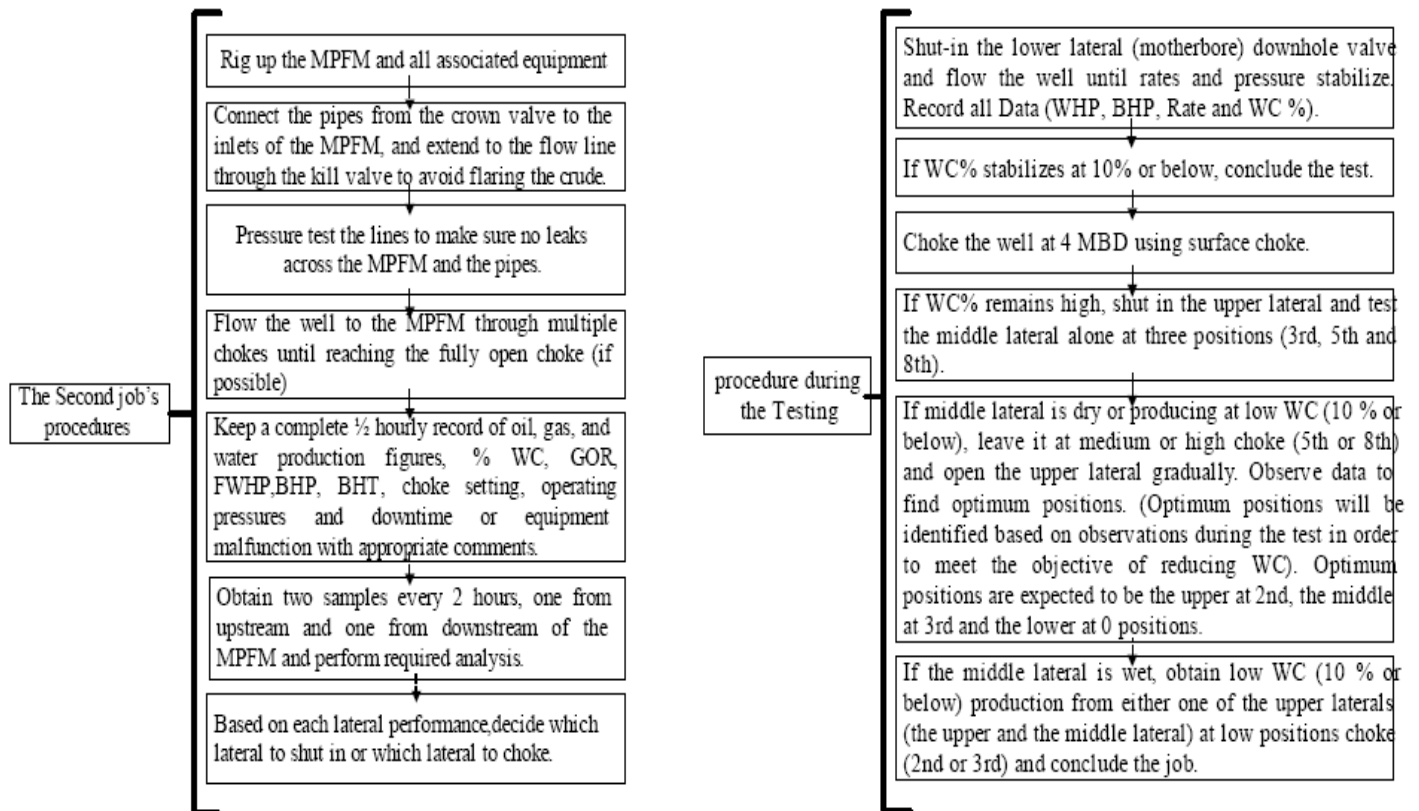 The Second job's
procedures
Rig up the MPFM and all associated equipment
Connect the pipes from the crown valve to the
inlets of the MPFM, and extend to the flow line
through the kill valve to avoid flaring the crude.
Pressure test the lines to make sure no leaks
across the MPFM and the pipes.
Flow the well to the MPFM through multiple
chokes until reaching the fully open choke (if
possible)
Keep a complete ½ hourly record of oil, gas, and
water production figures, % WC, GOR,
FWHP,BHP, BHT, choke setting, operating
pressures and downtime or equipment
malfunction with appropriate comments.
Obtain two samples every 2 hours, one from
upstream and one from downstream of the
MPFM and perform required analysis.
Based on each lateral performance,decide which
lateral to shut in or which lateral to choke.
procedure during
the Testing
Shut-in the lower lateral (motherbore) downhole valve
and flow the well until rates and pressure stabilize.
Record all Data (WHP, BHP, Rate and WC %).
If WC% stabilizes at 10% or below, conclude the test.
Choke the well at 4 MBD using surface choke.
If WC% remains high, shut in the upper lateral and test
the middle lateral alone at three positions (3rd, 5th and
8th).
If middle lateral is dry or producing at low WC (10 % or
below), leave it at medium or high choke (5th or 8th)
and open the upper lateral gradually. Observe data to
find optimum positions. (Optimum positions will be
identified based on observations during the test in order
to meet the objective of reducing WC). Optimum
positions are expected to be the upper at 2nd, the middle
at 3rd and the lower at 0 positions.
If the middle lateral is wet, obtain low WC (10 % or
below) production from either one of the upper laterals
(the upper and the middle lateral) at low positions choke
(2nd or 3rd) and conclude the job.